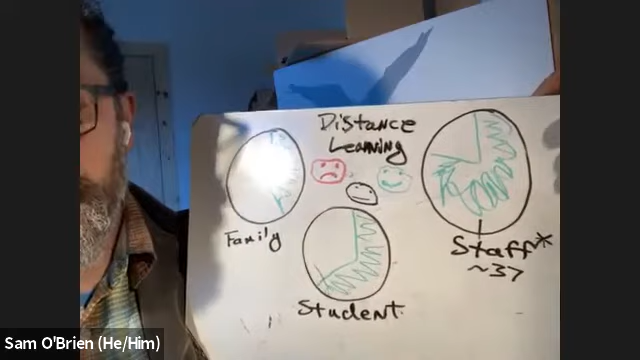 Distance
Learning
Family
Staff*
~37
Student
Sam O'Brien (He/Him)